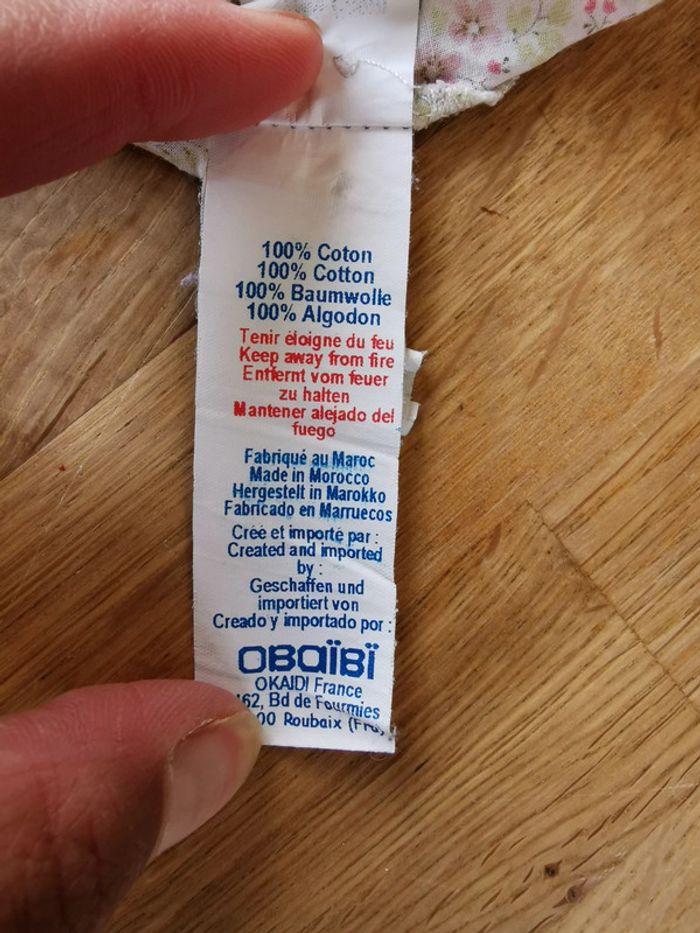 100% Coton
100% Cotton
100% Baumwolle
100% Algodon
Tenir éloigne du feu
Keep away from fire
Entfernt vom feuer
zu halten
Mantener alejado del
fuego
Fabriqué au Maroc
Made in Morocco
Hergestelt in Marokko
Fabricado en Marruecos
Créé et importé par :
Created and imported
by :
Geschaffen und
importiert von
Creado y importado por :
OBaïBï
OKAIDI France
162, Bd de Fourmies
00 Roubaix